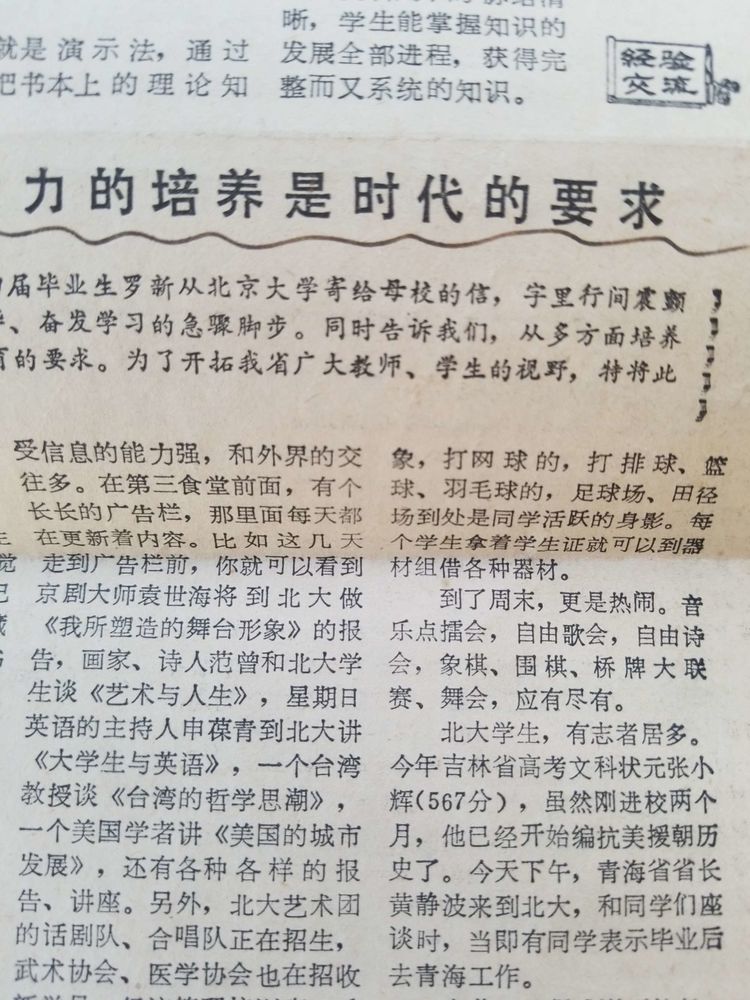 就是演示法，通过
把书本上的理论知
晰，学生能掌握知识的
发展全部进程，获得完
整而又系统的知识。
经验
交流
力的培养是时代的要求
届毕业生罗新从北京大学寄给母校的信，字里行间震颤
、奋发学习的急骤脚步。同时告诉我们，从多方面培养
的要求。为了开拓我省广大教师、学生的视野，特将此
受信息的能力强，和外界的交
往多。在第三食堂前面，有个
长长的广告栏，那里面每天都
在更新着内容。比如这几天
走到广告栏前，你就可以看到
京剧大师袁世海将到北大做
《我所塑造的舞台形象》的报
告，画家、诗人范曾和北大学
生谈《艺术与人生》，星期日
英语的主持人申葆青到北大讲
《大学生与英语》，一个台湾
教授谈《台湾的哲学思潮》，
一个美国学者讲《美国的城市
发展》，还有各种各样的报
告、讲座。另外，北大艺术团
的话剧队、合唱队正在招生，
武术协会、医学协会也在招收
象，打网球的，打排球、篮
球、羽毛球的，足球场、田径
场到处是同学活跃的身影。每
个学生拿着学生证就可以到器
材组借各种器材。
到了周末，更是热闹。音
乐点擂会，自由歌会，自由诗
会，象棋、围棋、桥牌大联
赛、舞会，应有尽有。
北大学生，有志者居多。
今年吉林省高考文科状元张小
辉(567分)，虽然刚进校两个
月，他已经开始编抗美援朝历
史了。今天下午，青海省省长
黄静波来到北大，和同学们座
谈时，当即有同学表示毕业后
去青海工作。